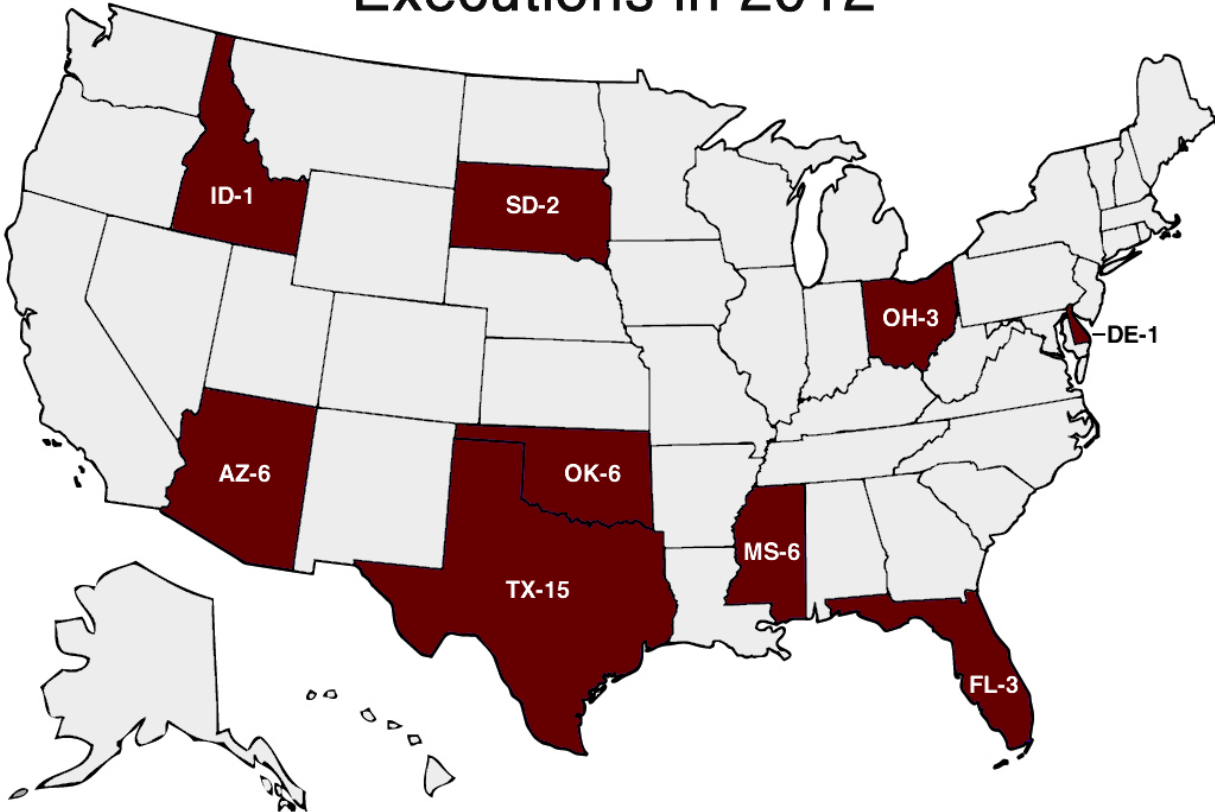 Executions in 2012
ID-1
SD-2
OH-3
DE-1
AZ-6
OK-6
MS-6
TX-15
FL-3